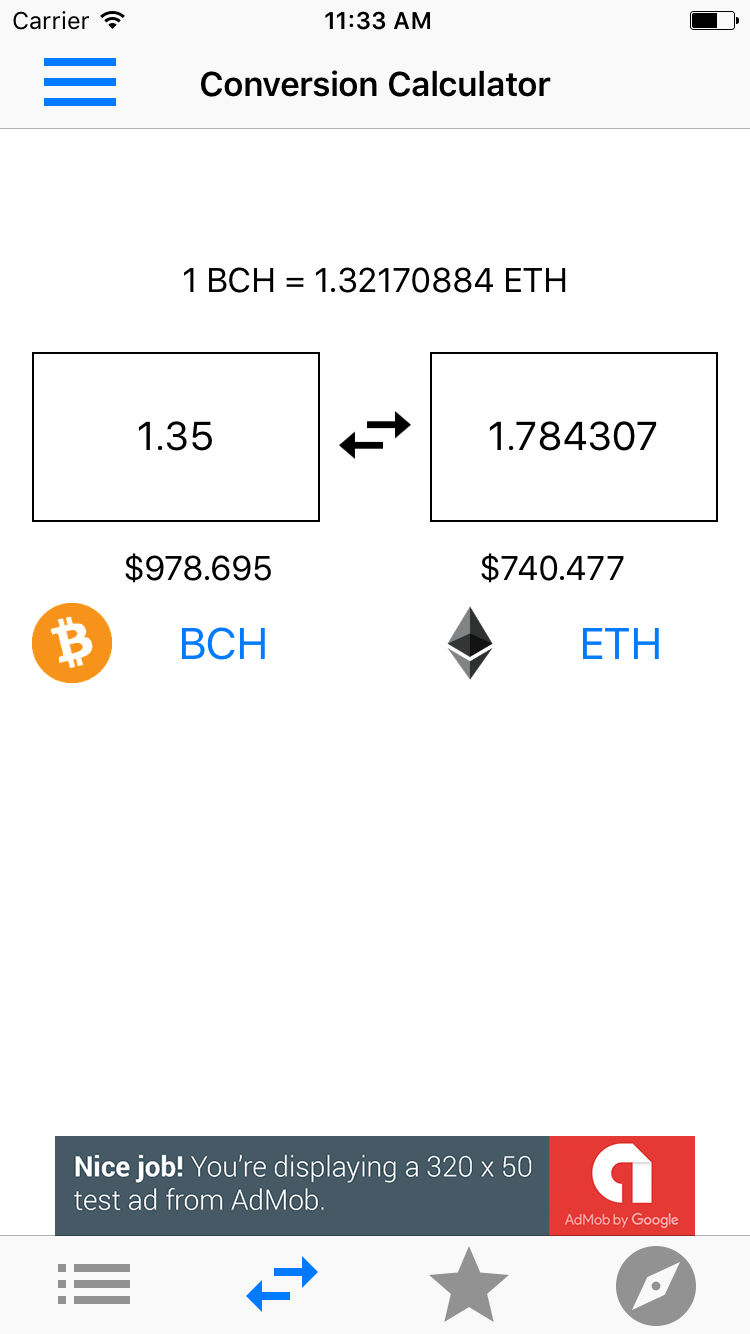 Carrier 11:33 AM
Conversion Calculator
1 BCH = 1.32170884 ETH
1.35 1.784307
$978.695 $740.477
BCH ETH
Nice job! You're displaying a 320 x 50
test ad from AdMob.
AdMob by Google